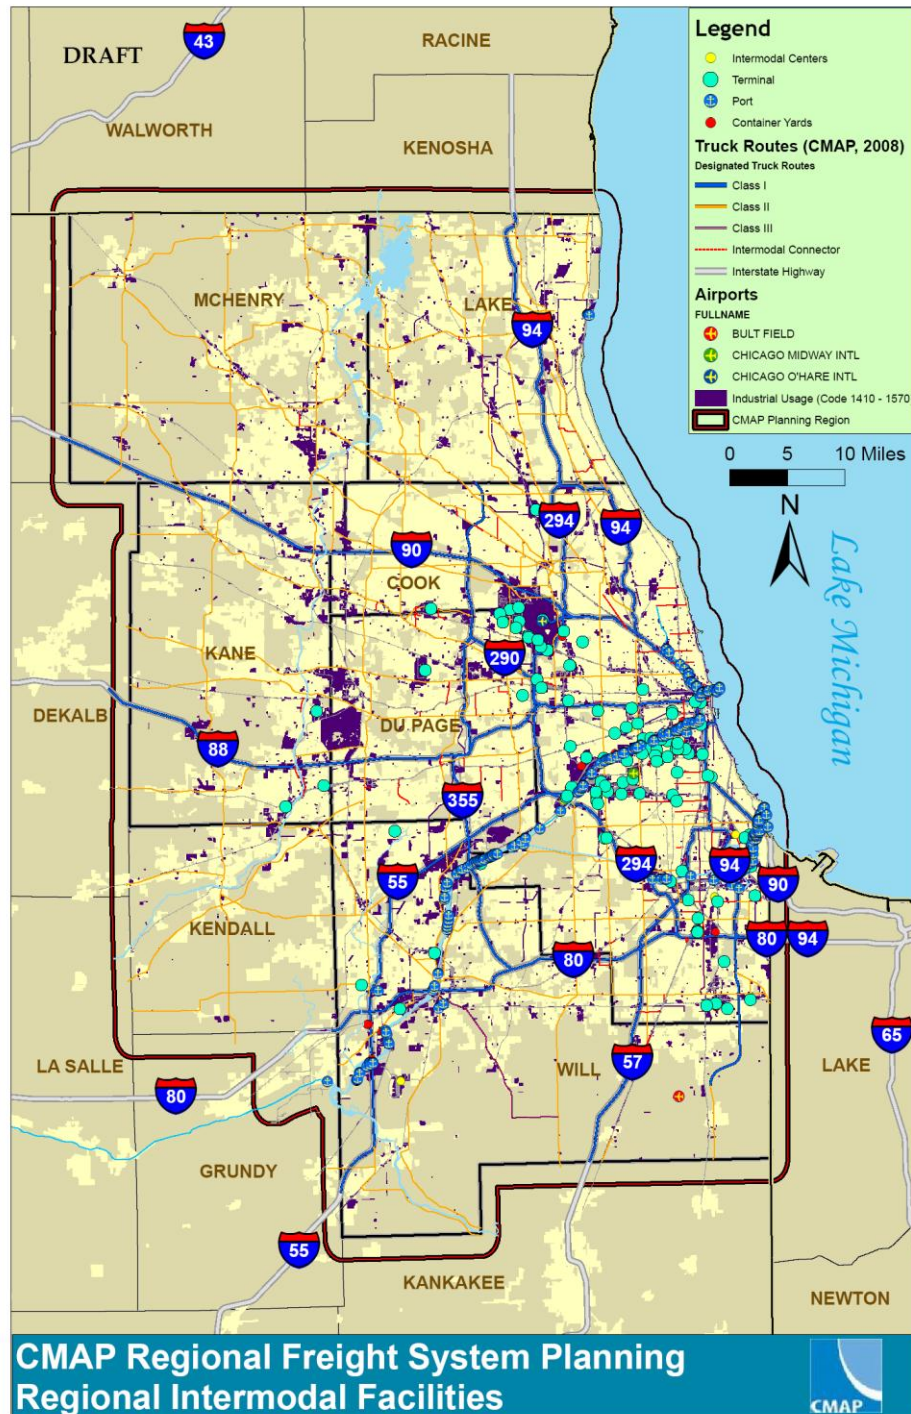 DRAFT
43
RACINE
WALWORTH
KENOSHA
Legend
Intermodal Centers
Terminal
Port
Container Yards
Truck Routes (CMAP, 2008)
Designated Truck Routes
Class I
Class II
Class III
Intermodal Connector
Interstate Highway
Airports
FULLNAME
BULT FIELD
CHICAGO MIDWAY INTL
CHICAGO O'HARE INTL
Industrial Usage (Code 1410 - 1570
CMAP Planning Region
0 5 10 Miles
N
Lake Michigan
MCHENRY
LAKE
94
294
94
90
COOK
KANE
290
DEKALB
DU PAGE
88
355
294
94
55
90
KENDALL
80
80
94
LA SALLE
WILL
57
LAKE
65
80
GRUNDY
55
KANKAKEE
NEWTON
CMAP Regional Freight System Planning
Regional Intermodal Facilities
CMAP